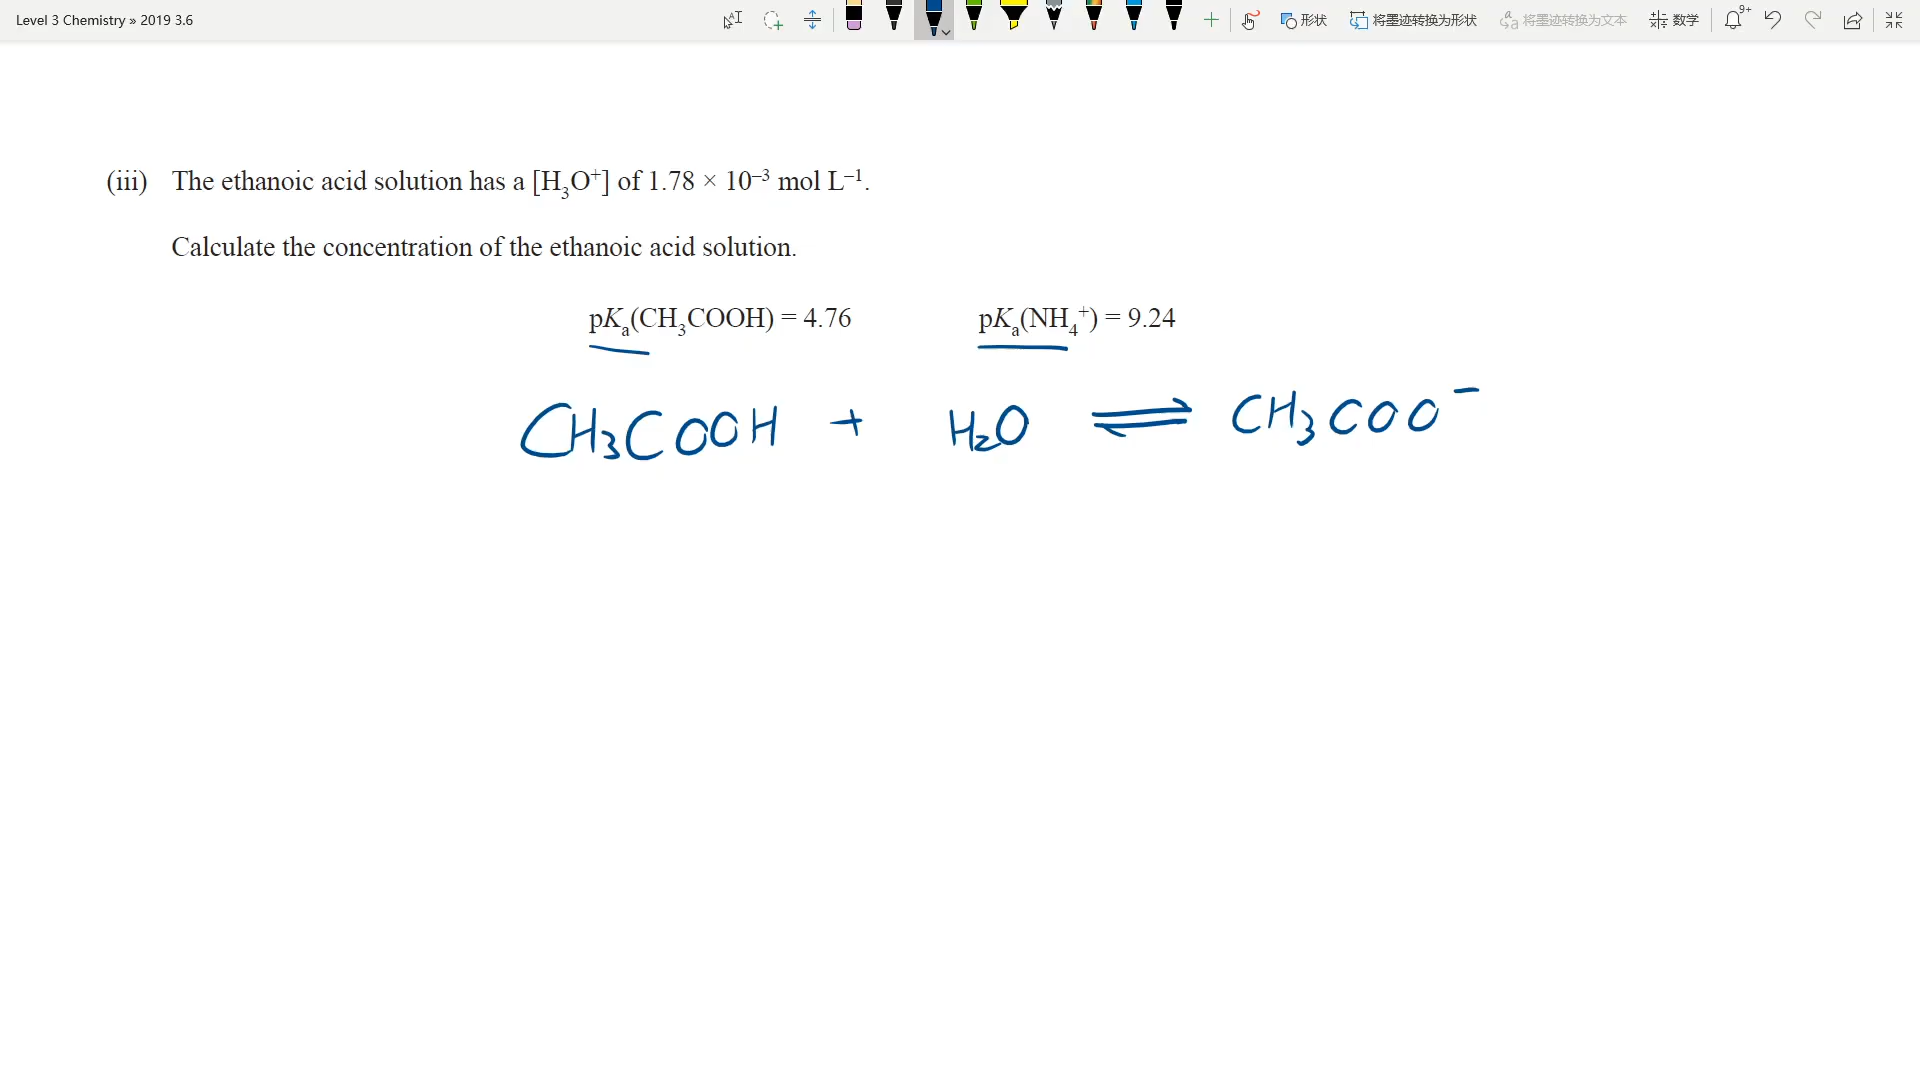 Level 3 Chemistry » 2019 3.6
形状 将墨迹转换为形状 将墨迹转换为文本 数学 9+
(iii) The ethanoic acid solution has a [H₃O⁺] of 1.78 × 10⁻³ mol L⁻¹.
Calculate the concentration of the ethanoic acid solution.
pKₐ(CH₃COOH) = 4.76 pKₐ(NH₄⁺) = 9.24
CH₃COOH + H₂O ⇌ CH₃COO⁻